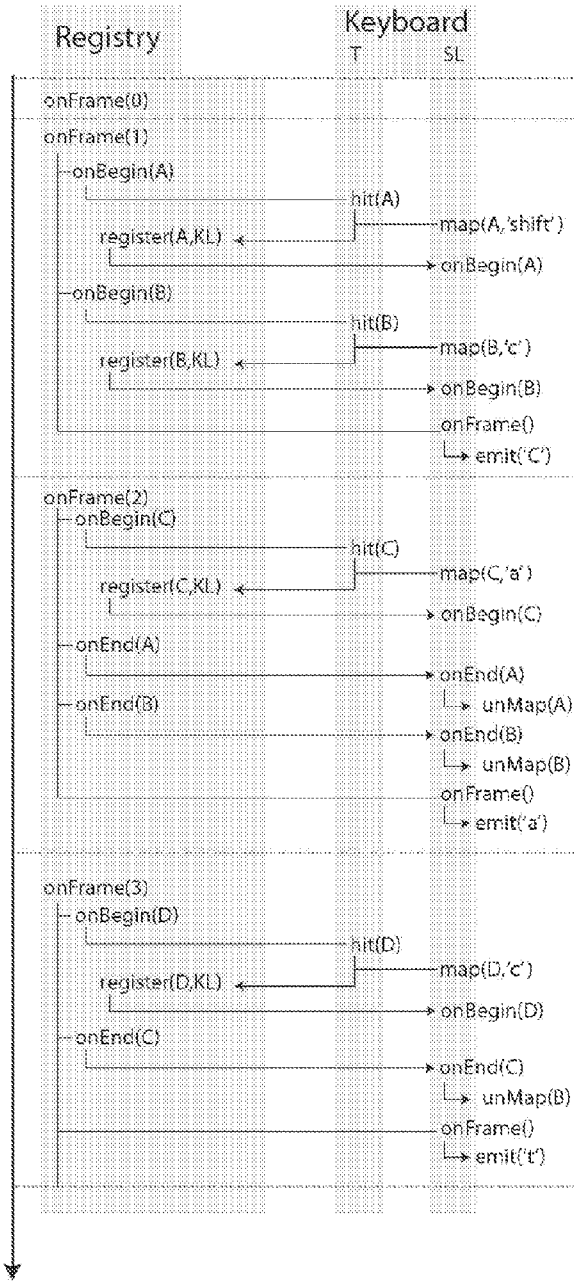 Registry
Keyboard
T SL
onFrame(0)
onFrame(1)
onBegin(A)
hit(A)
map(A,'shift')
register(A,KL)
onBegin(A)
onBegin(B)
hit(B)
map(B,'c')
register(B,KL)
onBegin(B)
onFrame()
emit('C')
onFrame(2)
onBegin(C)
hit(C)
map(C,'a')
register(C,KL)
onBegin(C)
onEnd(A)
onEnd(A)
unMap(A)
onEnd(B)
onEnd(B)
unMap(B)
onFrame()
emit('a')
onFrame(3)
onBegin(D)
hit(D)
map(D,'c')
register(D,KL)
onBegin(D)
onEnd(C)
onEnd(C)
unMap(B)
onFrame()
emit('t')